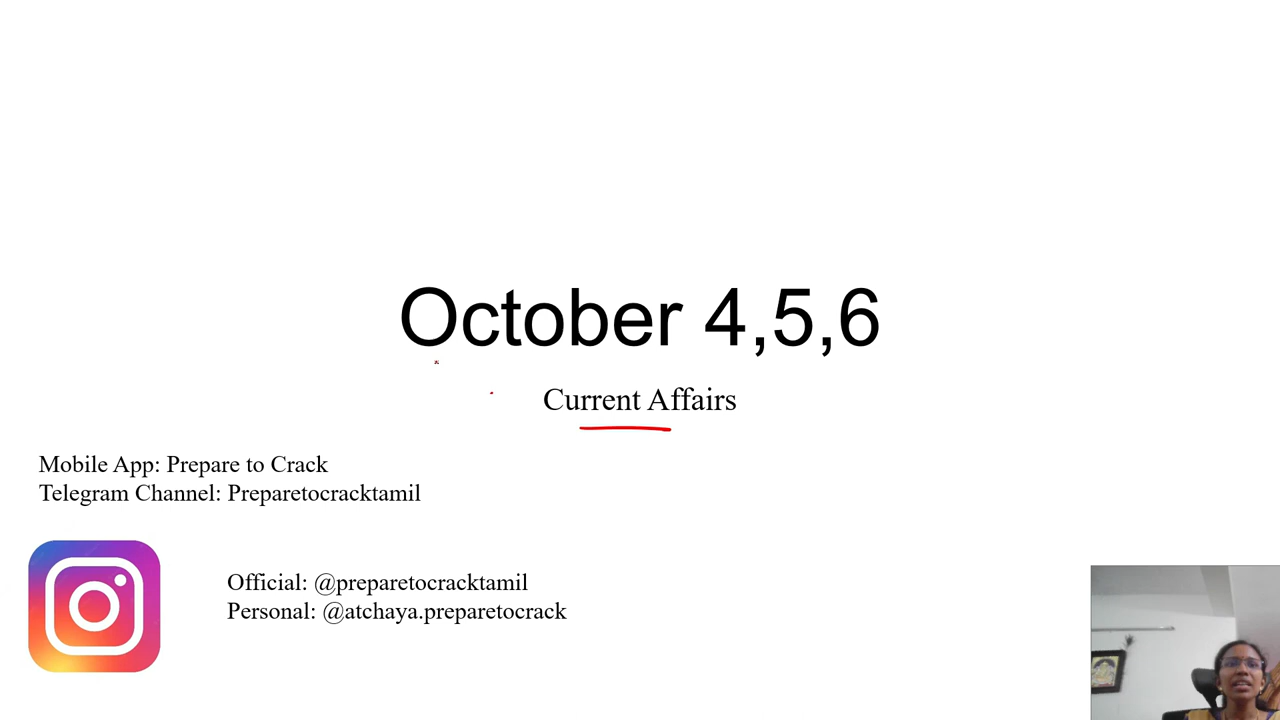 October 4,5,6
Current Affairs
Mobile App: Prepare to Crack
Telegram Channel: Preparetocracktamil
Official: @preparetocracktamil
Personal: @atchaya.preparetocrack